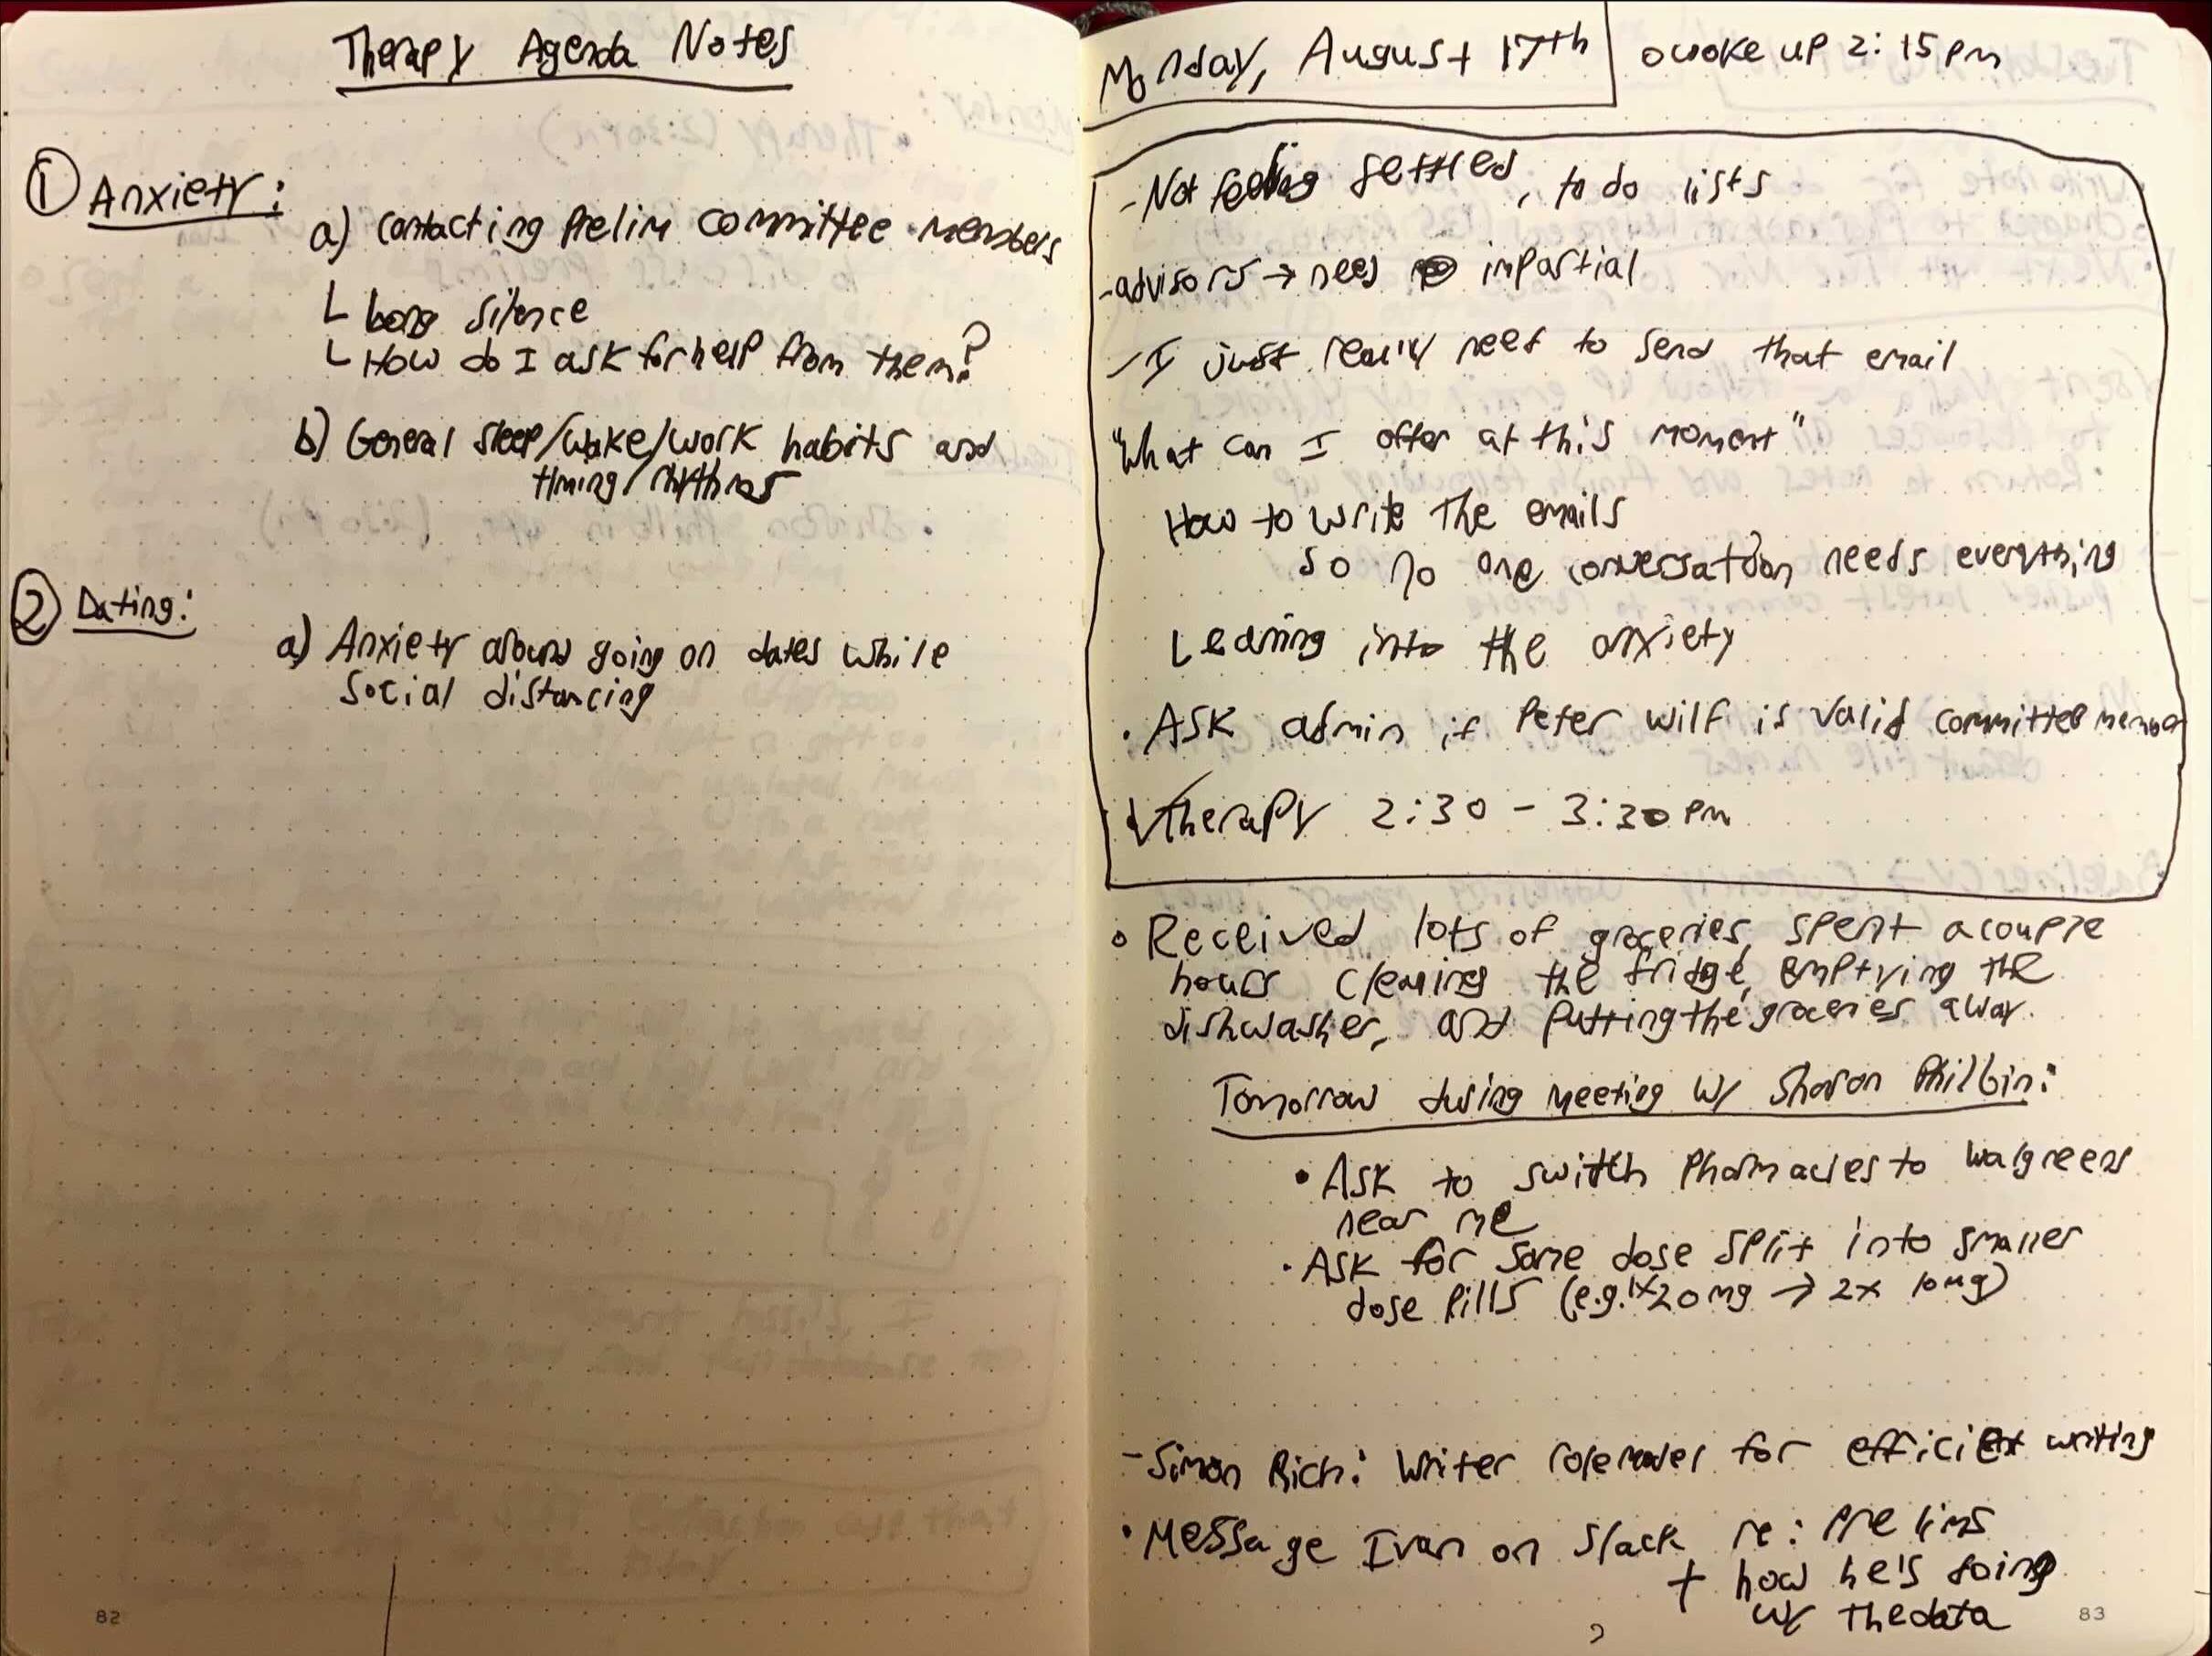 Therapy Agenda Notes
① Anxiety:
a) Contacting Prelim committee members
└ Long silence
└ How do I ask for help from them?
b) General sleep/wake/work habits and
timing/rhythms
② Dating:
a) Anxiety around going on dates while
social distancing
82
Monday, August 17th
o woke up 2:15pm
- Not feeling settled, to do lists
- advisors → need impartial
- I just really need to send that email
"What can I offer at this moment"
How to write the emails
so no one conversation needs everything
Leaning into the anxiety
• Ask admin if Peter Wilf is valid committee member
✓ Therapy 2:30 - 3:30 pm
o Received lots of groceries, spent a couple
hours cleaning the fridge, emptying the
dishwasher, and putting the groceries away.
Tomorrow during meeting w/ Sharon Philbin:
• Ask to switch pharmacies to walgreens
near me
• Ask for same dose split into smaller
dose pills (e.g. 1x20mg → 2x 10mg)
- Simon Rich: Writer rolemodel for efficient writing
• Message Ivan on Slack re: prelims
+ how he's doing
w/ the data
83